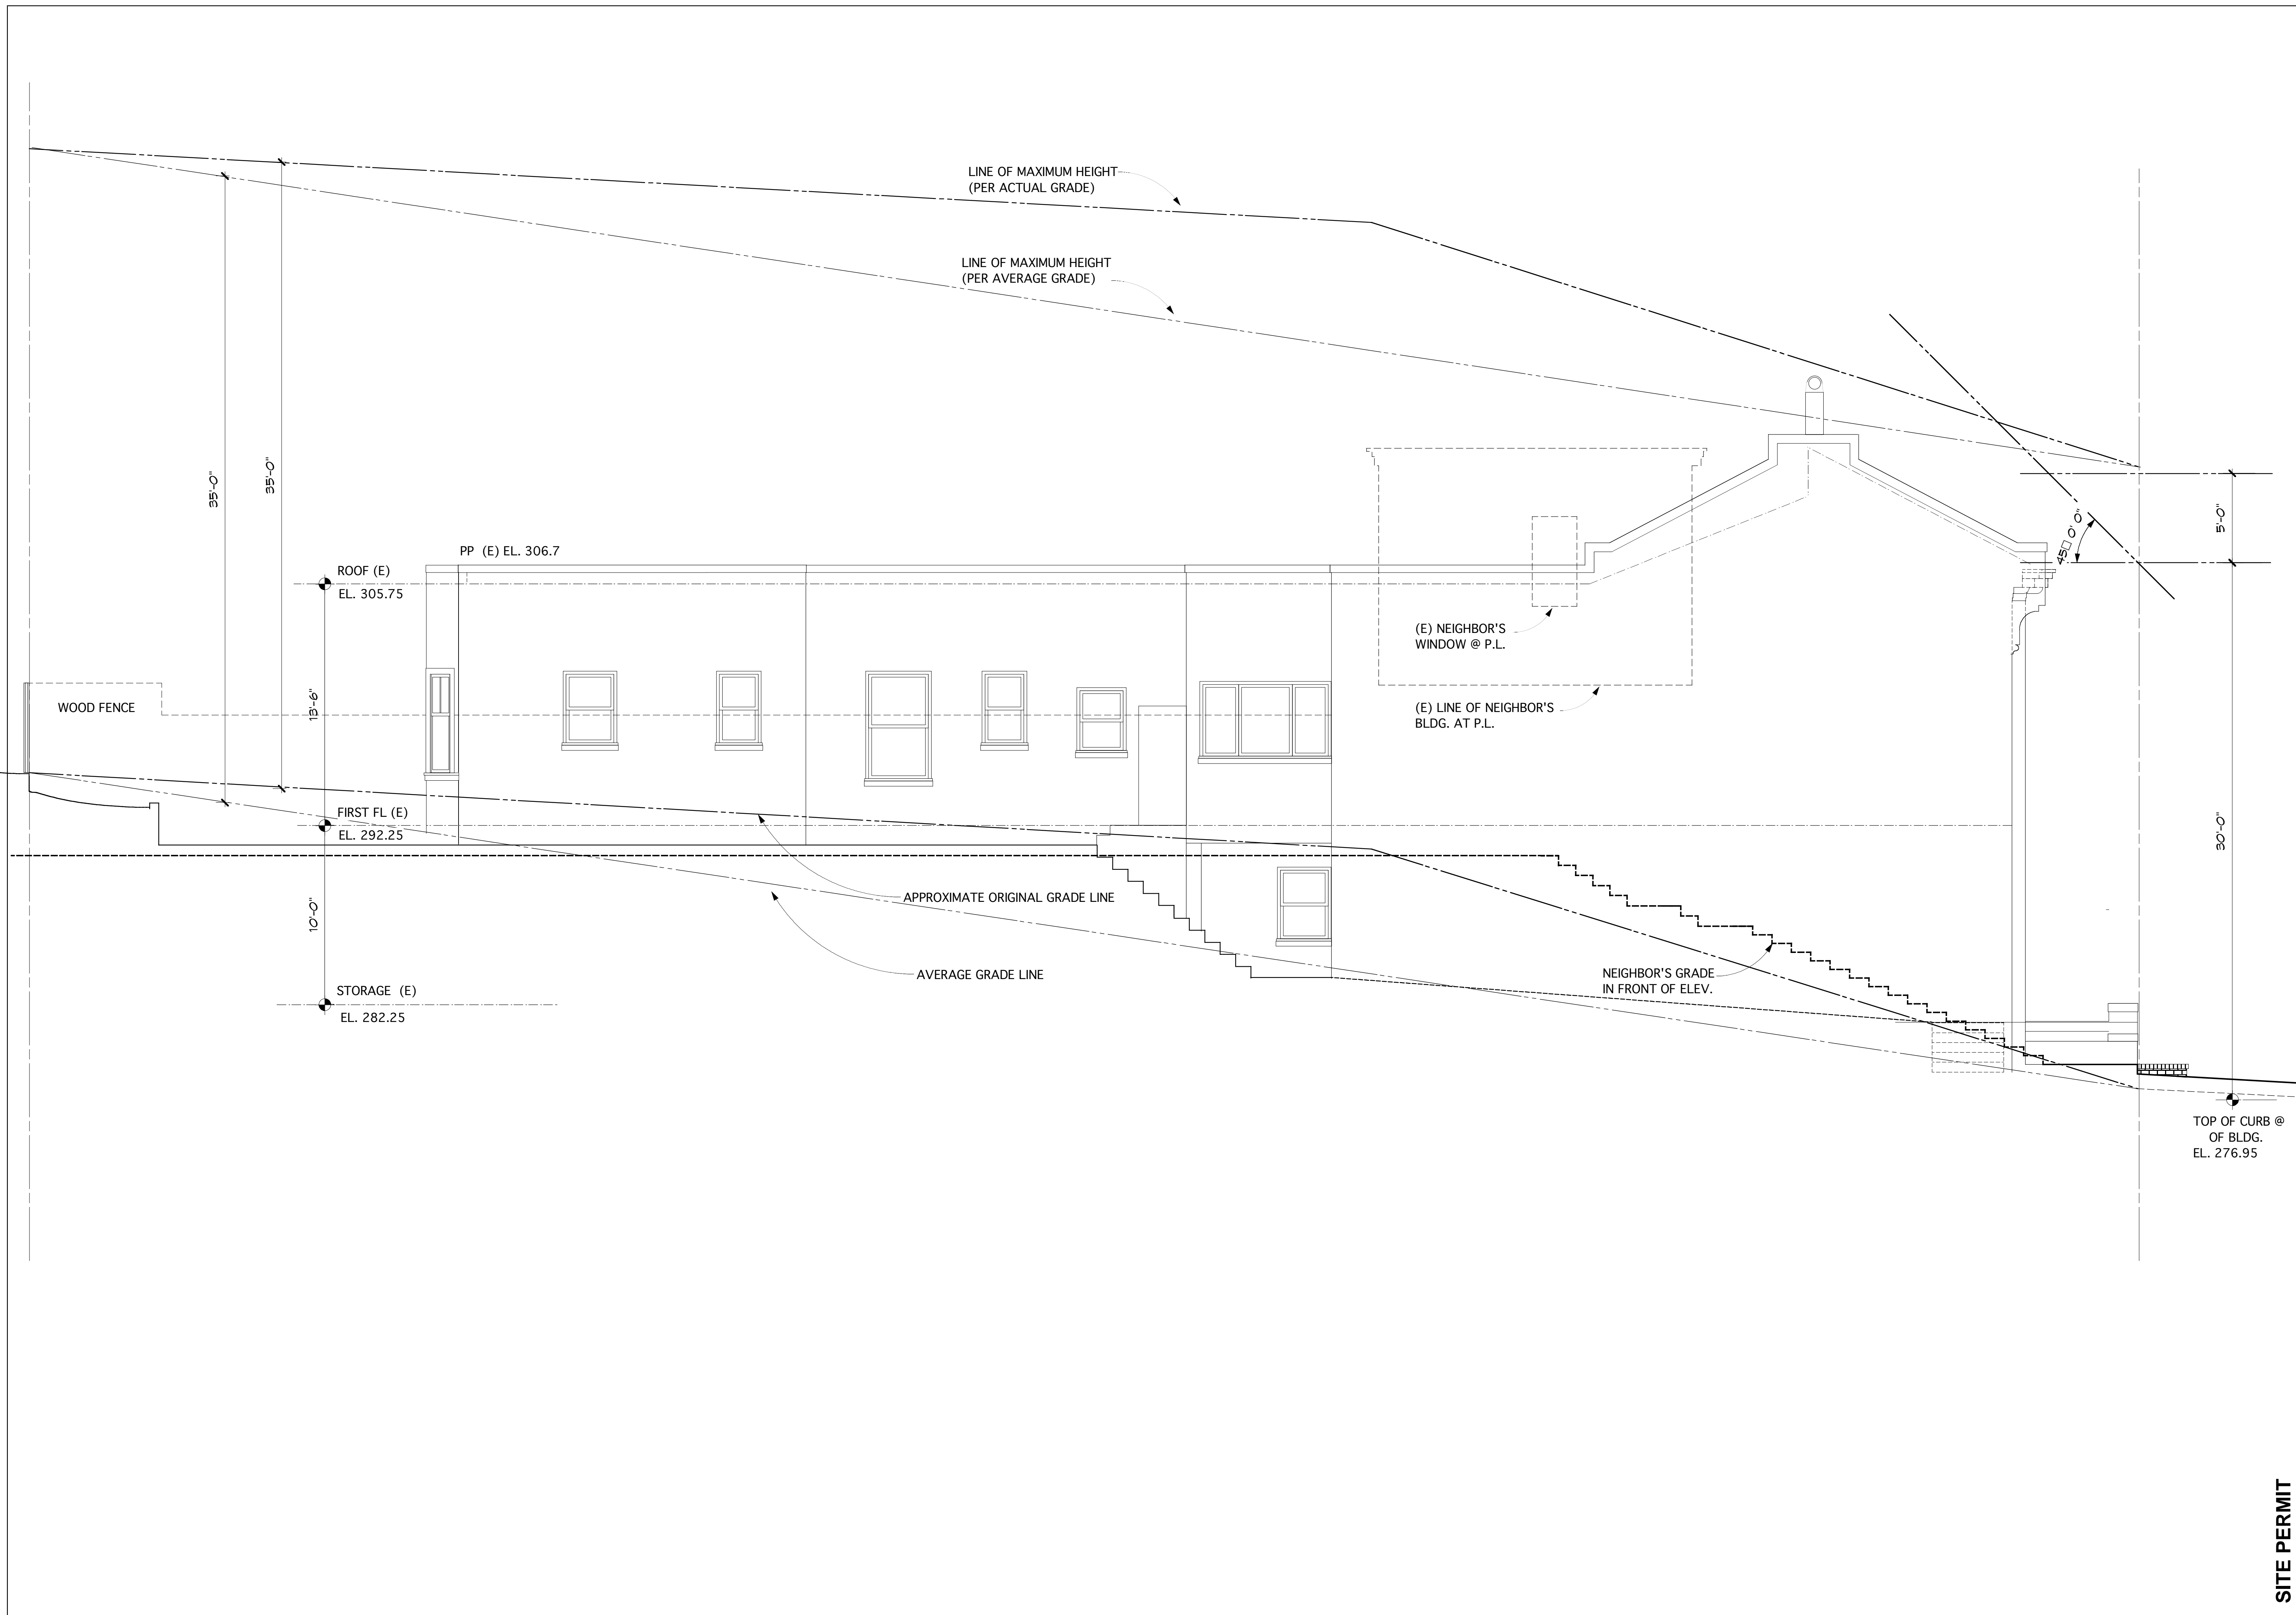 LINE OF MAXIMUM HEIGHT
(PER ACTUAL GRADE)
LINE OF MAXIMUM HEIGHT
(PER AVERAGE GRADE)
35'-0"
35'-0"
5'-0"
45□ 0' 0"
PP (E) EL. 306.7
ROOF (E)
EL. 305.75
(E) NEIGHBOR'S
WINDOW @ P.L.
WOOD FENCE
13'-6"
(E) LINE OF NEIGHBOR'S
BLDG. AT P.L.
FIRST FL (E)
EL. 292.25
30'-0"
10'-0"
APPROXIMATE ORIGINAL GRADE LINE
AVERAGE GRADE LINE
NEIGHBOR'S GRADE
IN FRONT OF ELEV.
STORAGE (E)
EL. 282.25
TOP OF CURB @
OF BLDG.
EL. 276.95
SITE PERMIT